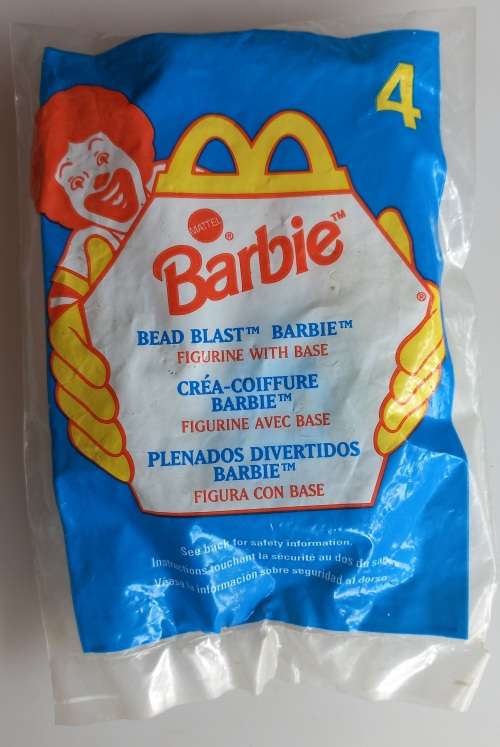 4
MATTEL
®
Barbie™
®
BEAD BLAST™ BARBIE™
FIGURINE WITH BASE
CRÉA-COIFFURE
BARBIE™
FIGURINE AVEC BASE
PLENADOS DIVERTIDOS
BARBIE™
FIGURA CON BASE
See back for safety information.
Instructions touchant la sécurité au dos du
Véase la información sobre seguridad al dorso